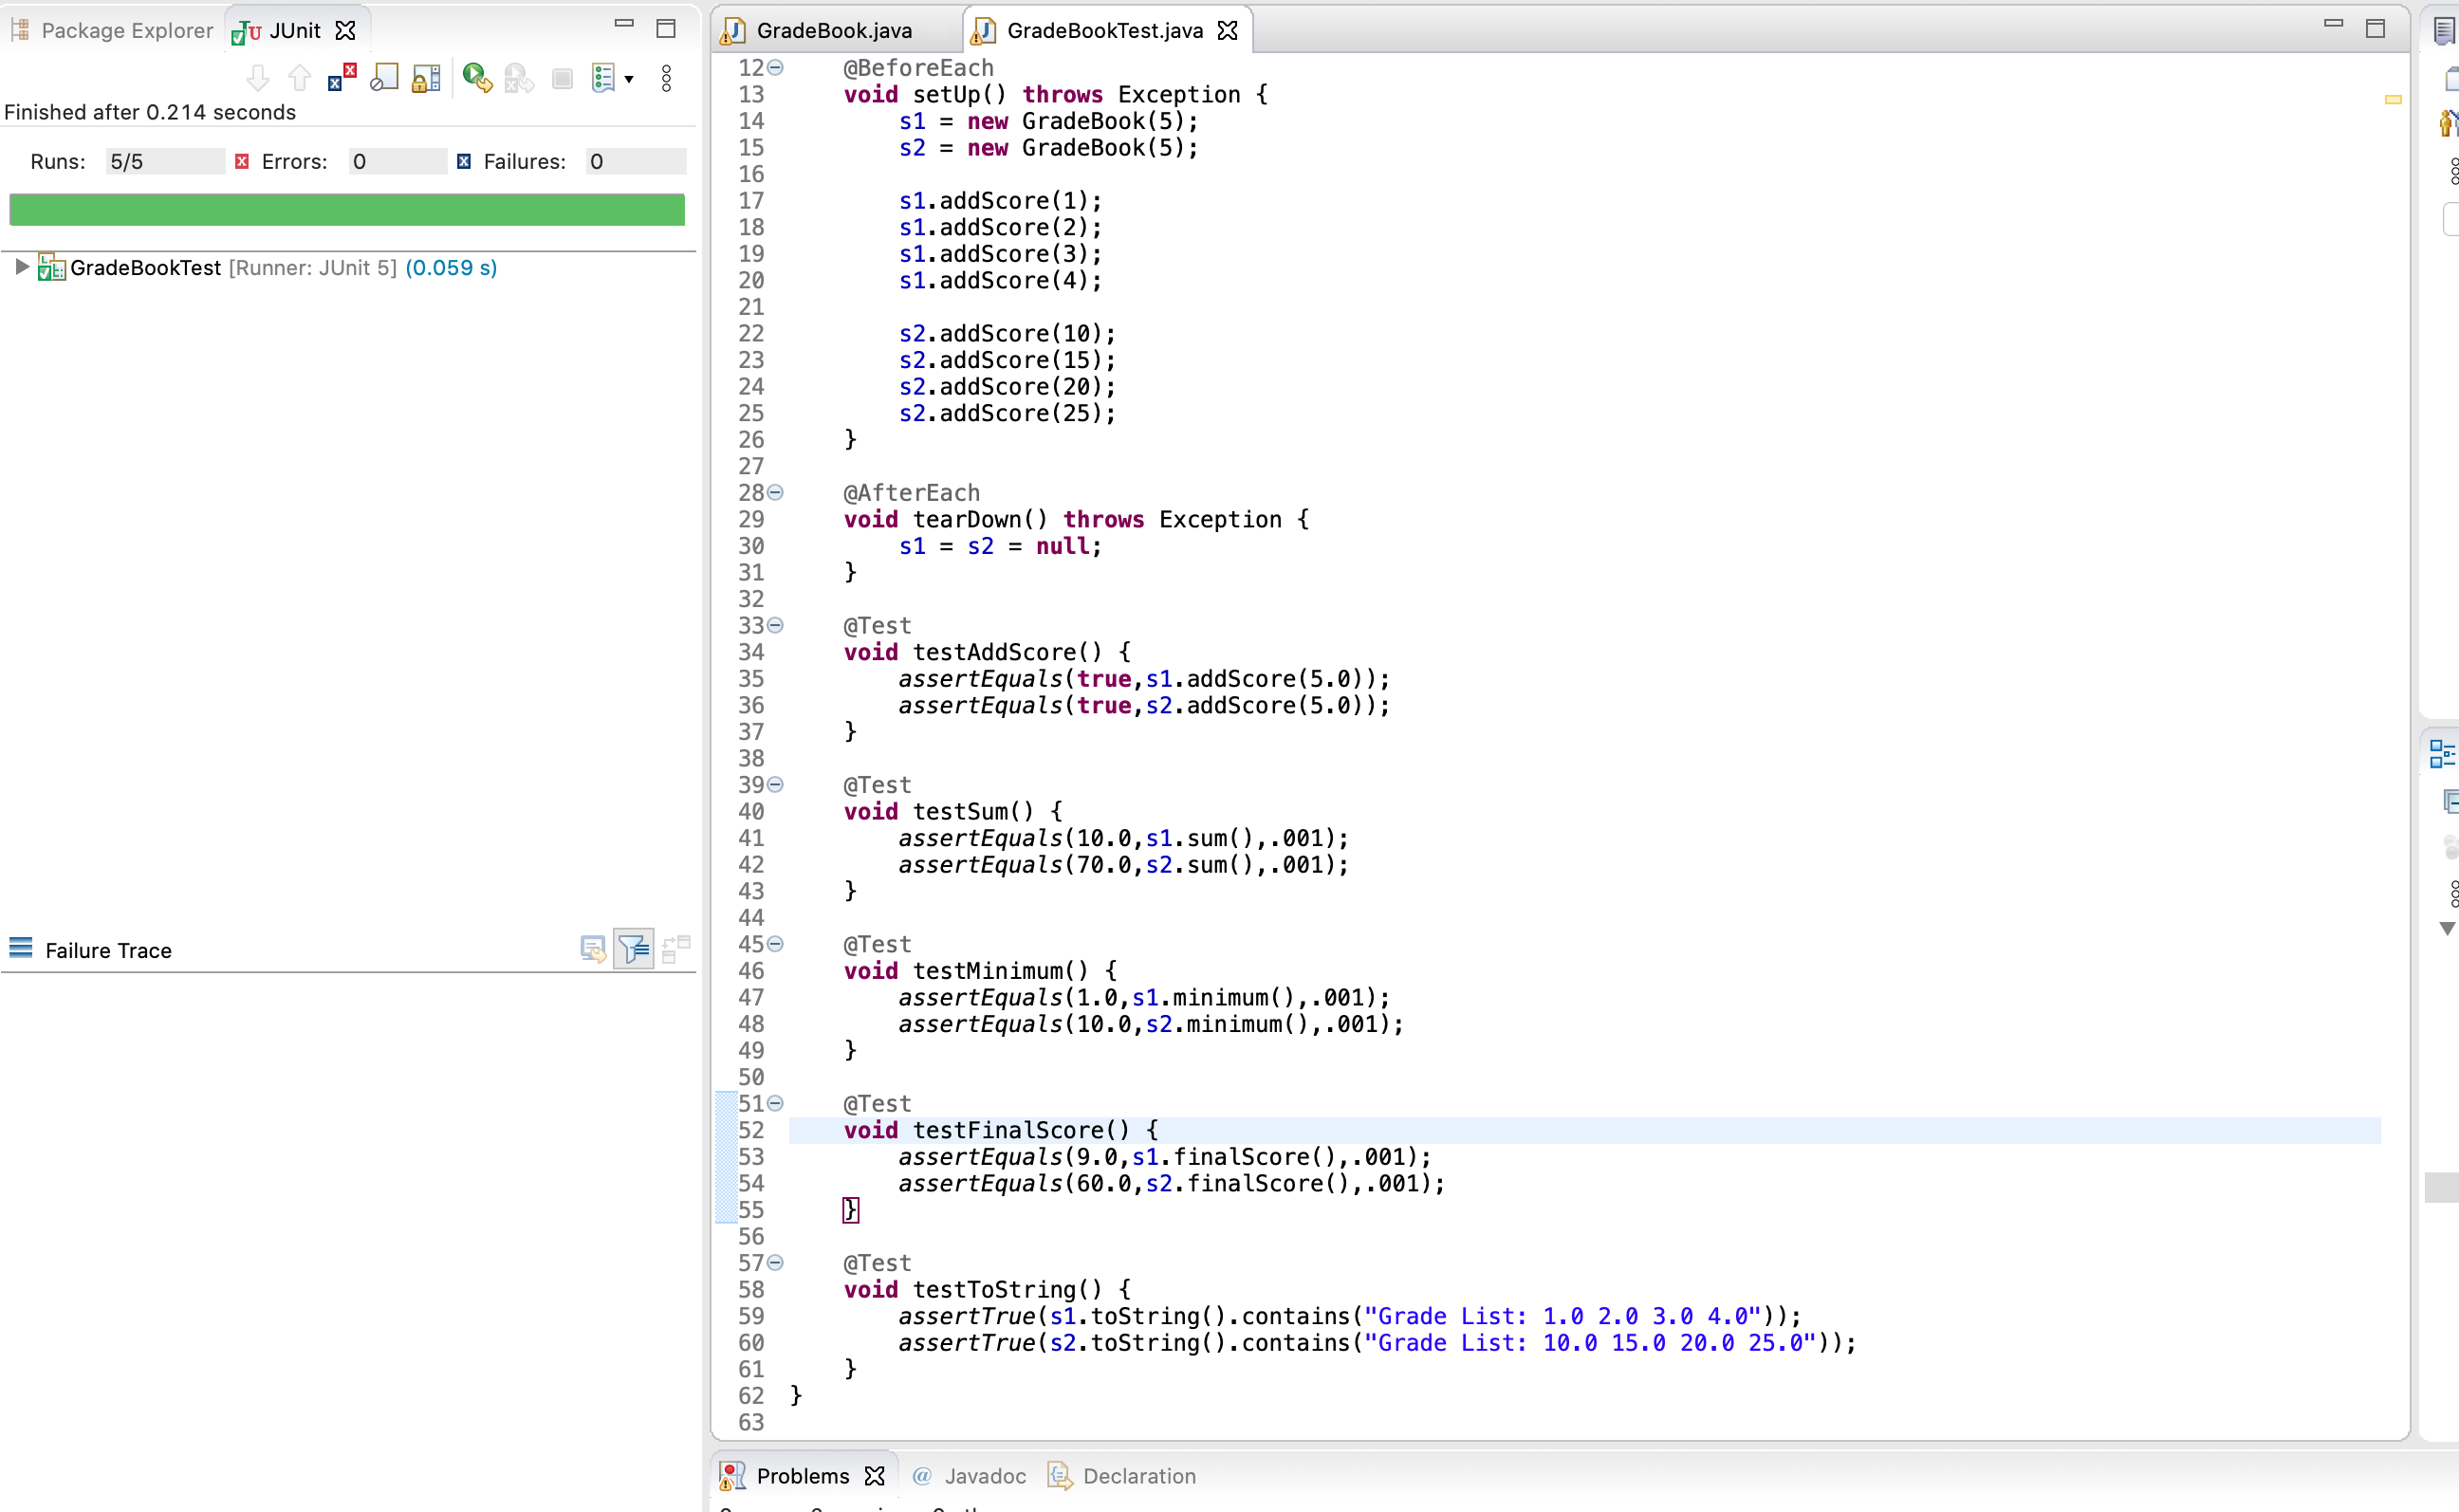 Package Explorer
JUnit
Finished after 0.214 seconds
Runs: 5/5 Errors: 0 Failures: 0
GradeBookTest [Runner: JUnit 5] (0.059 s)
Failure Trace
GradeBook.java
GradeBookTest.java
12 @BeforeEach
13 void setUp() throws Exception {
14 s1 = new GradeBook(5);
15 s2 = new GradeBook(5);
16
17 s1.addScore(1);
18 s1.addScore(2);
19 s1.addScore(3);
20 s1.addScore(4);
21
22 s2.addScore(10);
23 s2.addScore(15);
24 s2.addScore(20);
25 s2.addScore(25);
26 }
27
28 @AfterEach
29 void tearDown() throws Exception {
30 s1 = s2 = null;
31 }
32
33 @Test
34 void testAddScore() {
35 assertEquals(true,s1.addScore(5.0));
36 assertEquals(true,s2.addScore(5.0));
37 }
38
39 @Test
40 void testSum() {
41 assertEquals(10.0,s1.sum(),.001);
42 assertEquals(70.0,s2.sum(),.001);
43 }
44
45 @Test
46 void testMinimum() {
47 assertEquals(1.0,s1.minimum(),.001);
48 assertEquals(10.0,s2.minimum(),.001);
49 }
50
51 @Test
52 void testFinalScore() {
53 assertEquals(9.0,s1.finalScore(),.001);
54 assertEquals(60.0,s2.finalScore(),.001);
55 }
56
57 @Test
58 void testToString() {
59 assertTrue(s1.toString().contains("Grade List: 1.0 2.0 3.0 4.0"));
60 assertTrue(s2.toString().contains("Grade List: 10.0 15.0 20.0 25.0"));
61 }
62 }
63
Problems
@ Javadoc
Declaration